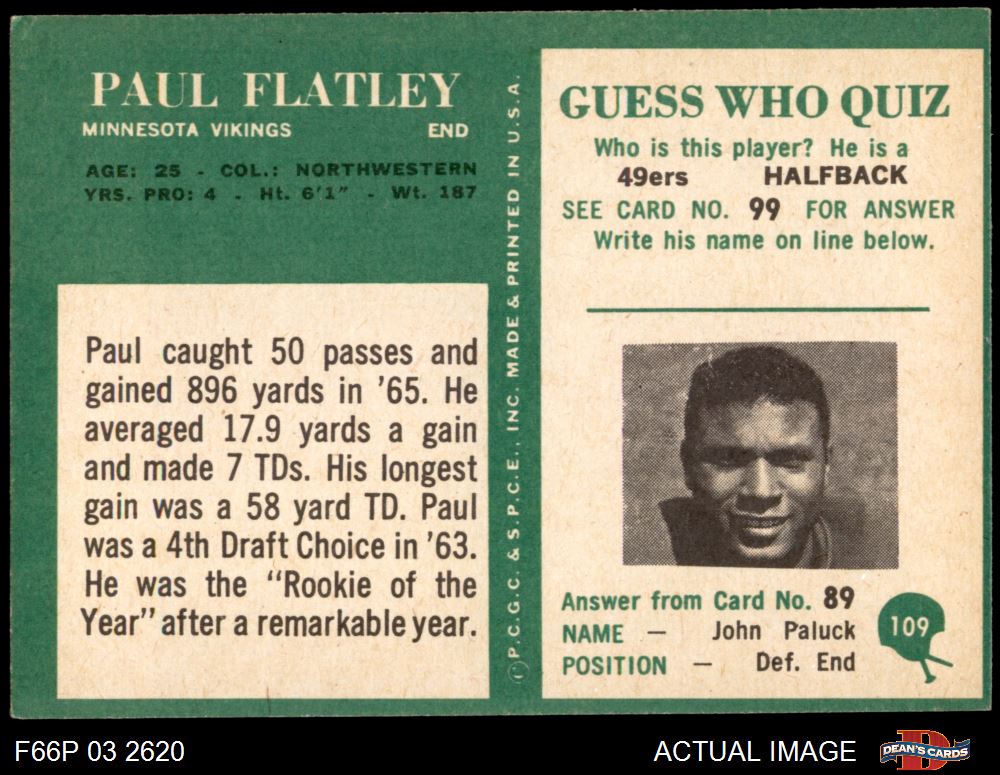 PAUL FLATLEY
MINNESOTA VIKINGS END
AGE: 25 - COL.: NORTHWESTERN
YRS. PRO: 4 - Ht. 6'1" - Wt. 187
Paul caught 50 passes and
gained 896 yards in '65. He
averaged 17.9 yards a gain
and made 7 TDs. His longest
gain was a 58 yard TD. Paul
was a 4th Draft Choice in '63.
He was the "Rookie of the
Year" after a remarkable year.
©P.C.G.C. & S.P.C.E., INC. MADE & PRINTED IN U.S.A.
GUESS WHO QUIZ
Who is this player? He is a
49ers HALFBACK
SEE CARD NO. 99 FOR ANSWER
Write his name on line below.
Answer from Card No. 89
NAME — John Paluck
POSITION — Def. End
109
F66P 03 2620
ACTUAL IMAGE
DEAN'S CARDS